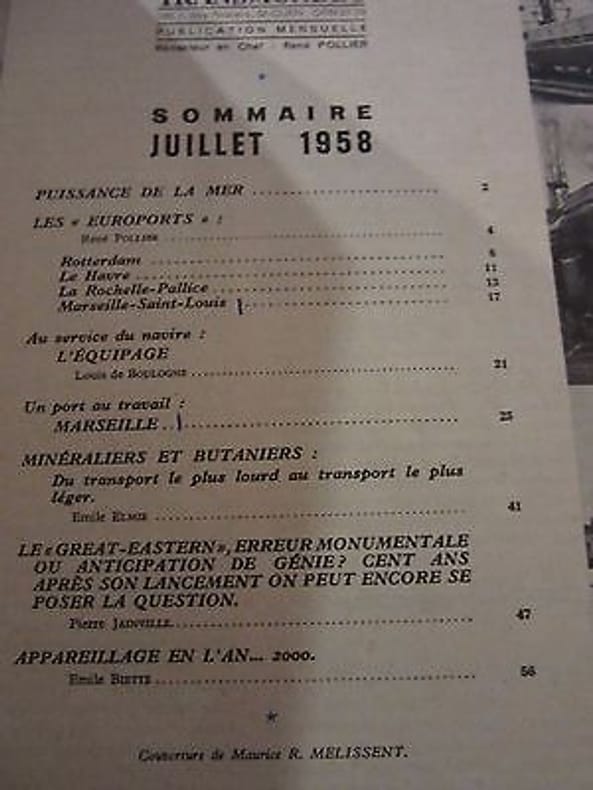 PUBLICATION MENSUELLE
Rédacteur en Chef : René POLLIER
*
SOMMAIRE
JUILLET 1958
PUISSANCE DE LA MER .......................... 2
LES « EUROPORTS » :
René POLLIER .......................... 4
Rotterdam .......................... 6
Le Havre .......................... 11
La Rochelle-Pallice .......................... 13
Marseille-Saint-Louis .......................... 17
Au service du navire :
L'ÉQUIPAGE
Louis de BOULOGNE .......................... 21
Un port au travail :
MARSEILLE .......................... 25
MINÉRALIERS ET BUTANIERS :
Du transport le plus lourd au transport le plus
léger.
Emile .......................... 41
LE « GREAT-EASTERN », ERREUR MONUMENTALE
OU ANTICIPATION DE GÉNIE ? CENT ANS
APRÈS SON LANCEMENT ON PEUT ENCORE SE
POSER LA QUESTION.
Pierre .......................... 47
APPAREILLAGE EN L'AN... 2000.
Emile .......................... 56
*
Couverture de Maurice R. MELISSENT.